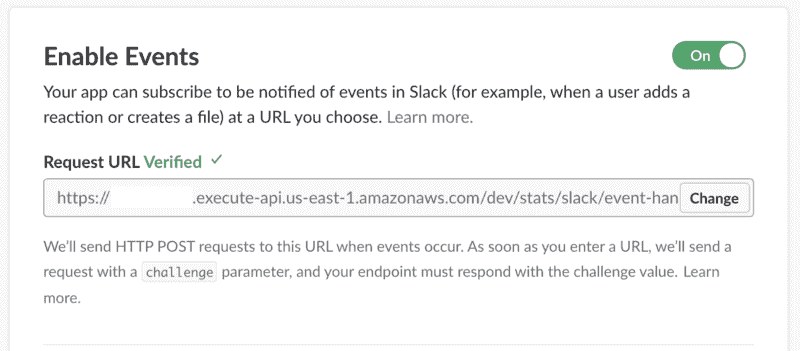 Enable Events
On
Your app can subscribe to be notified of events in Slack (for example, when a user adds a
reaction or creates a file) at a URL you choose. Learn more.
Request URL Verified ✓
https:// .execute-api.us-east-1.amazonaws.com/dev/stats/slack/event-han
Change
We’ll send HTTP POST requests to this URL when events occur. As soon as you enter a URL, we’ll send a
request with a challenge parameter, and your endpoint must respond with the challenge value. Learn
more.